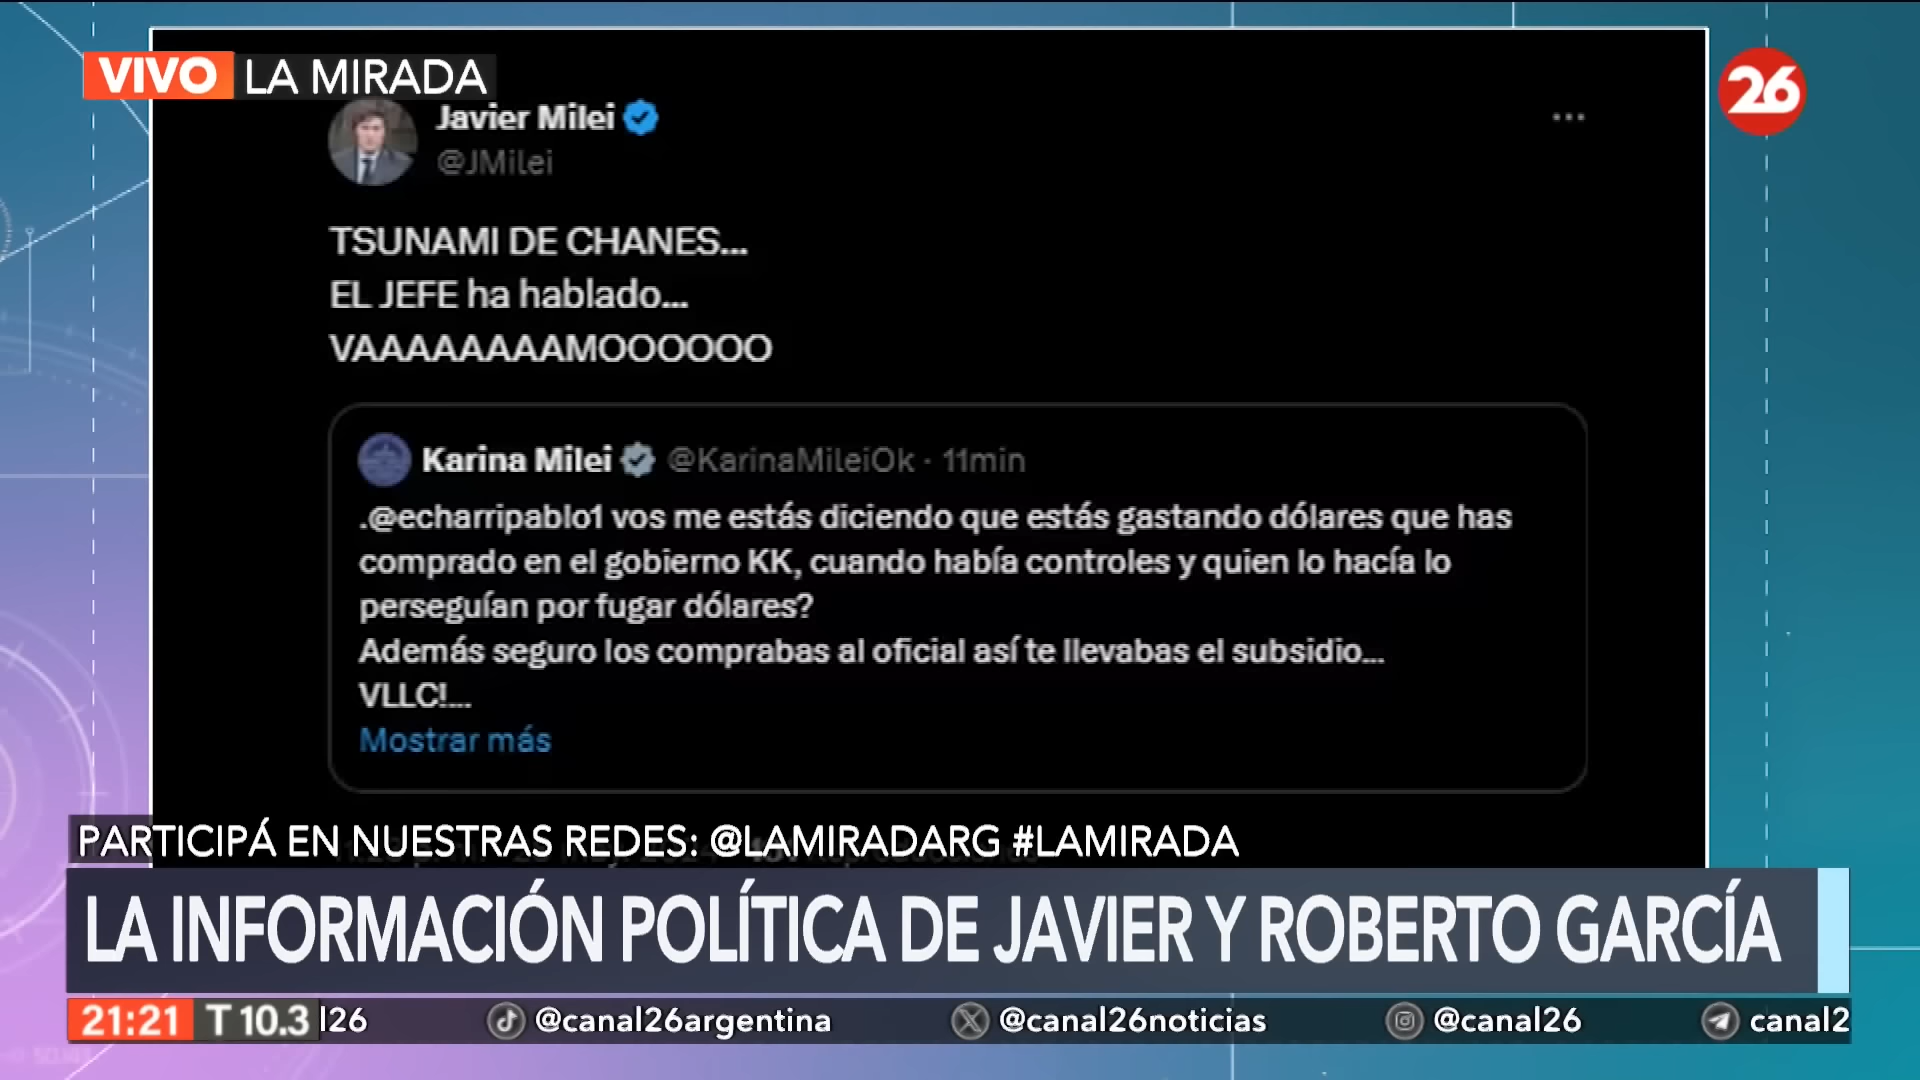 VIVO LA MIRADA
26
Javier Milei
@JMilei
TSUNAMI DE CHANES...
EL JEFE ha hablado...
VAAAAAAAAMOOOOOO
Karina Milei @KarinaMileiOk · 11min
.@echarripablo1 vos me estás diciendo que estás gastando dólares que has
comprado en el gobierno KK, cuando había controles y quien lo hacía lo
perseguían por fugar dólares?
Además seguro los comprabas al oficial así te llevabas el subsidio...
VLLC!...
Mostrar más
PARTICIPÁ EN NUESTRAS REDES: @LAMIRADARG #LAMIRADA
LA INFORMACIÓN POLÍTICA DE JAVIER Y ROBERTO GARCÍA
21:21 T 10.3 l26 @canal26argentina @canal26noticias @canal26 canal2